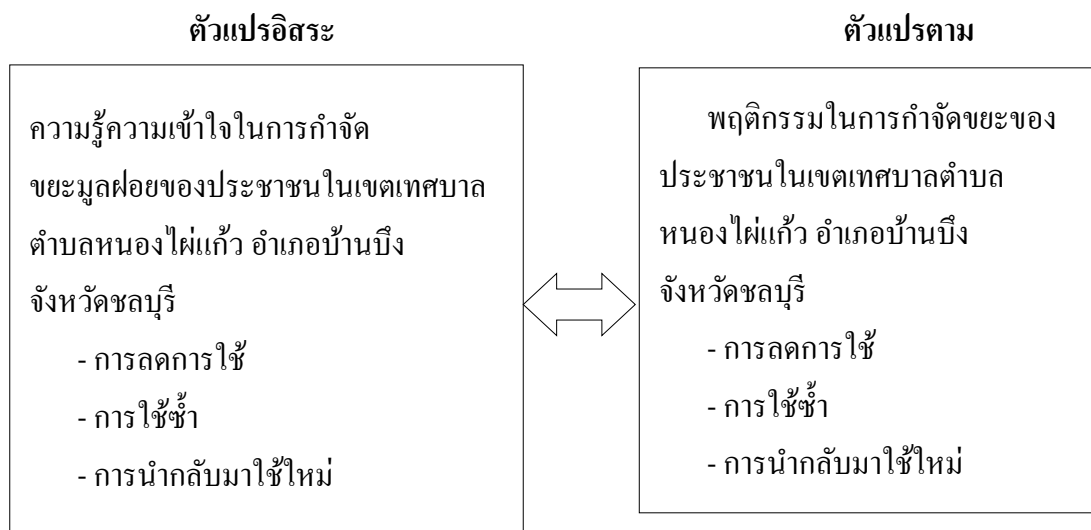 ตัวแปรอิสระ
ตัวแปรตาม
ความรู้ความเข้าใจในการกำจัด
ขยะมูลฝอยของประชาชนในเขตเทศบาล
ตำบลหนองไผ่แก้ว อำเภอบ้านบึง
จังหวัดชลบุรี
- การลดการใช้
- การใช้ซ้ำ
- การนำกลับมาใช้ใหม่
พฤติกรรมในการกำจัดขยะของ
ประชาชนในเขตเทศบาลตำบล
หนองไผ่แก้ว อำเภอบ้านบึง
จังหวัดชลบุรี
- การลดการใช้
- การใช้ซ้ำ
- การนำกลับมาใช้ใหม่